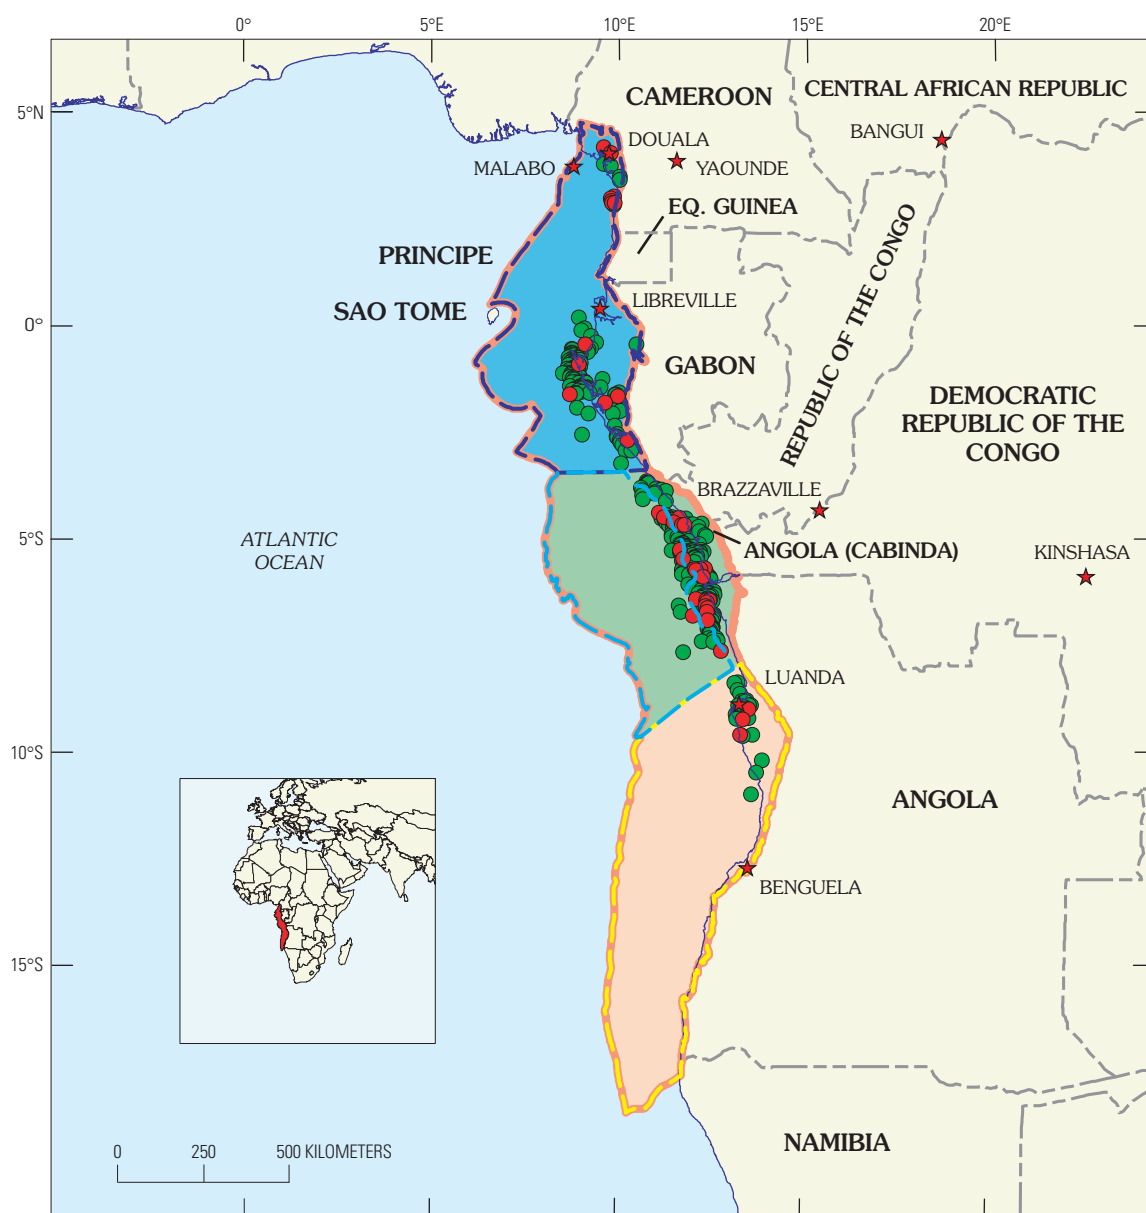 0°
5°E
10°E
15°E
20°E
5°N
0°
5°S
10°S
15°S
CAMEROON
CENTRAL AFRICAN REPUBLIC
BANGUI
DOUALA
MALABO
YAOUNDE
EQ. GUINEA
PRINCIPE
SAO TOME
LIBREVILLE
GABON
REPUBLIC OF THE CONGO
DEMOCRATIC
REPUBLIC OF THE
CONGO
BRAZZAVILLE
ATLANTIC
OCEAN
ANGOLA (CABINDA)
KINSHASA
LUANDA
ANGOLA
BENGUELA
NAMIBIA
0
250
500 KILOMETERS